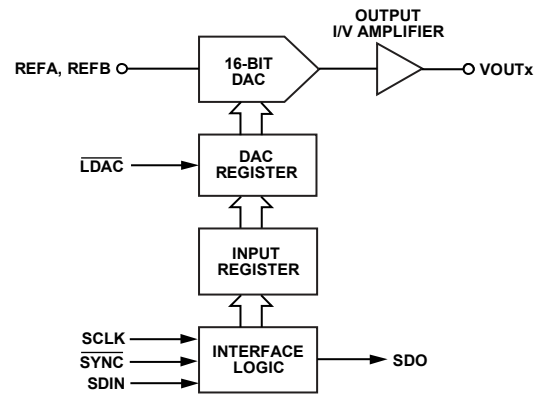 OUTPUT
I/V AMPLIFIER
REFA, REFB
16-BIT
DAC
VOUTx
LDAC
DAC
REGISTER
INPUT
REGISTER
SCLK
SYNC
SDIN
INTERFACE
LOGIC
SDO